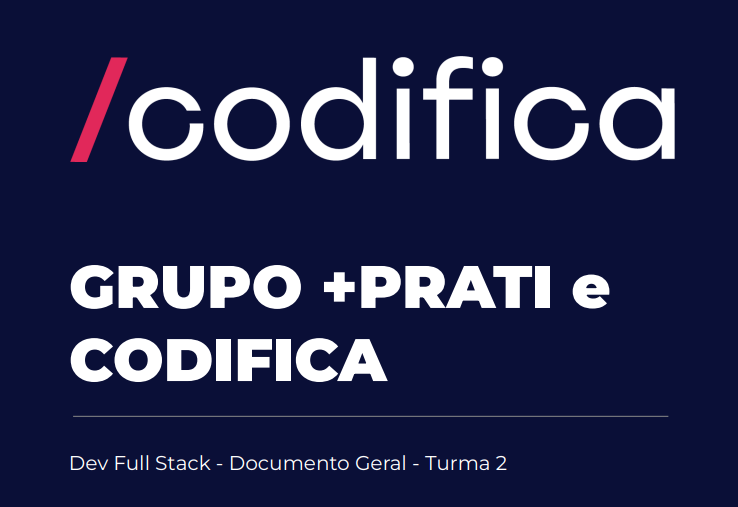 /codifica
GRUPO +PRATI e
CODIFICA
Dev Full Stack - Documento Geral - Turma 2